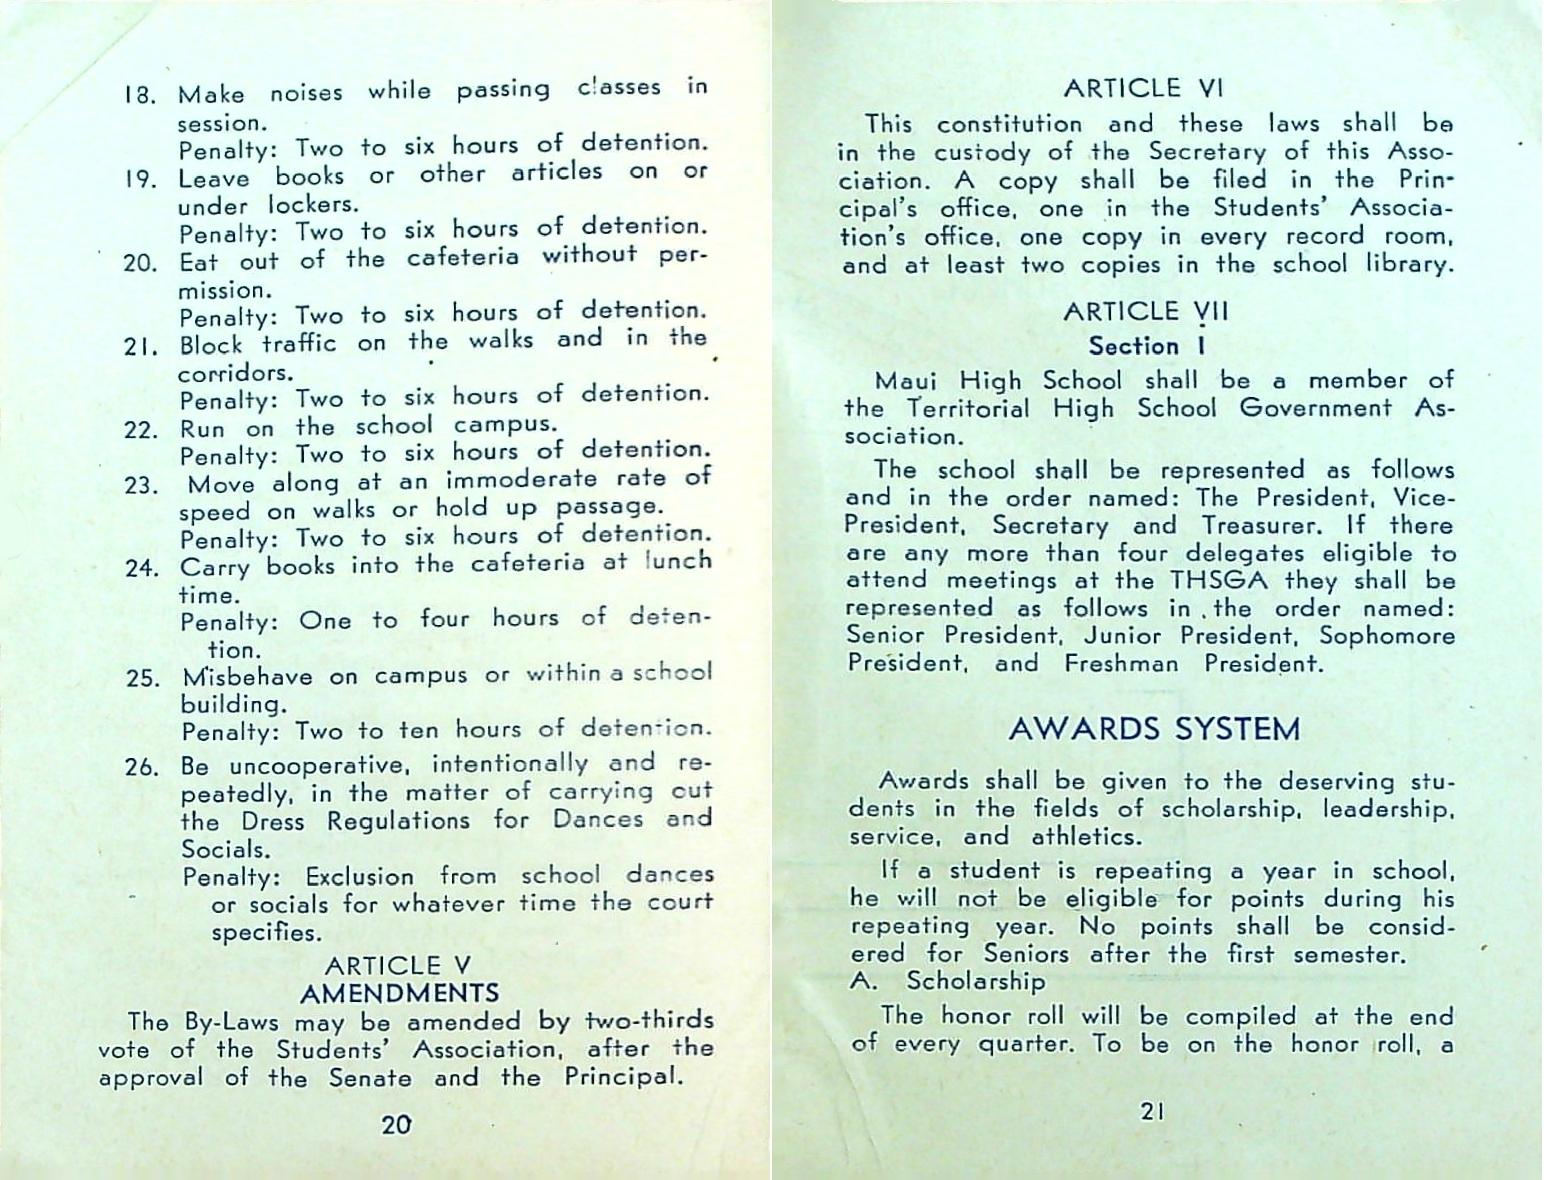 18. Make noises while passing classes in
session.
Penalty: Two to six hours of detention.
19. Leave books or other articles on or
under lockers.
Penalty: Two to six hours of detention.
20. Eat out of the cafeteria without per-
mission.
Penalty: Two to six hours of detention.
21. Block traffic on the walks and in the
corridors.
Penalty: Two to six hours of detention.
22. Run on the school campus.
Penalty: Two to six hours of detention.
23. Move along at an immoderate rate of
speed on walks or hold up passage.
Penalty: Two to six hours of detention.
24. Carry books into the cafeteria at lunch
time.
Penalty: One to four hours of deten-
tion.
25. Misbehave on campus or within a school
building.
Penalty: Two to ten hours of detention.
26. Be uncooperative, intentionally and re-
peatedly, in the matter of carrying out
the Dress Regulations for Dances and
Socials.
Penalty: Exclusion from school dances
or socials for whatever time the court
specifies.
ARTICLE V
AMENDMENTS
The By-Laws may be amended by two-thirds
vote of the Students' Association, after the
approval of the Senate and the Principal.
20
ARTICLE VI
This constitution and these laws shall be
in the custody of the Secretary of this Asso-
ciation. A copy shall be filed in the Prin-
cipal's office, one in the Students' Associa-
tion's office, one copy in every record room,
and at least two copies in the school library.
ARTICLE VII
Section I
Maui High School shall be a member of
the Territorial High School Government As-
sociation.
The school shall be represented as follows
and in the order named: The President, Vice-
President, Secretary and Treasurer. If there
are any more than four delegates eligible to
attend meetings at the THSGA they shall be
represented as follows in the order named:
Senior President, Junior President, Sophomore
President, and Freshman President.
AWARDS SYSTEM
Awards shall be given to the deserving stu-
dents in the fields of scholarship, leadership,
service, and athletics.
If a student is repeating a year in school,
he will not be eligible for points during his
repeating year. No points shall be consid-
ered for Seniors after the first semester.
A. Scholarship
The honor roll will be compiled at the end
of every quarter. To be on the honor roll, a
21